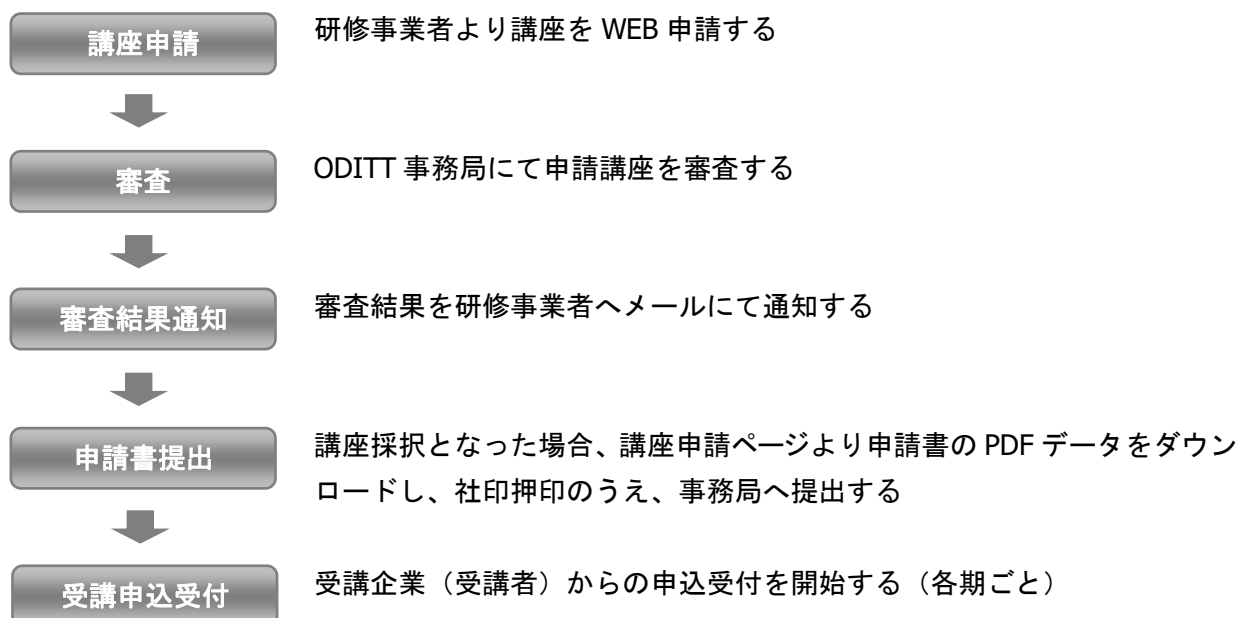 講座申請
研修事業者より講座を WEB 申請する
審査
ODITT 事務局にて申請講座を審査する
審査結果通知
審査結果を研修事業者へメールにて通知する
申請書提出
講座採択となった場合、講座申請ページより申請書の PDF データをダウン
ロードし、社印押印のうえ、事務局へ提出する
受講申込受付
受講企業（受講者）からの申込受付を開始する（各期ごと）